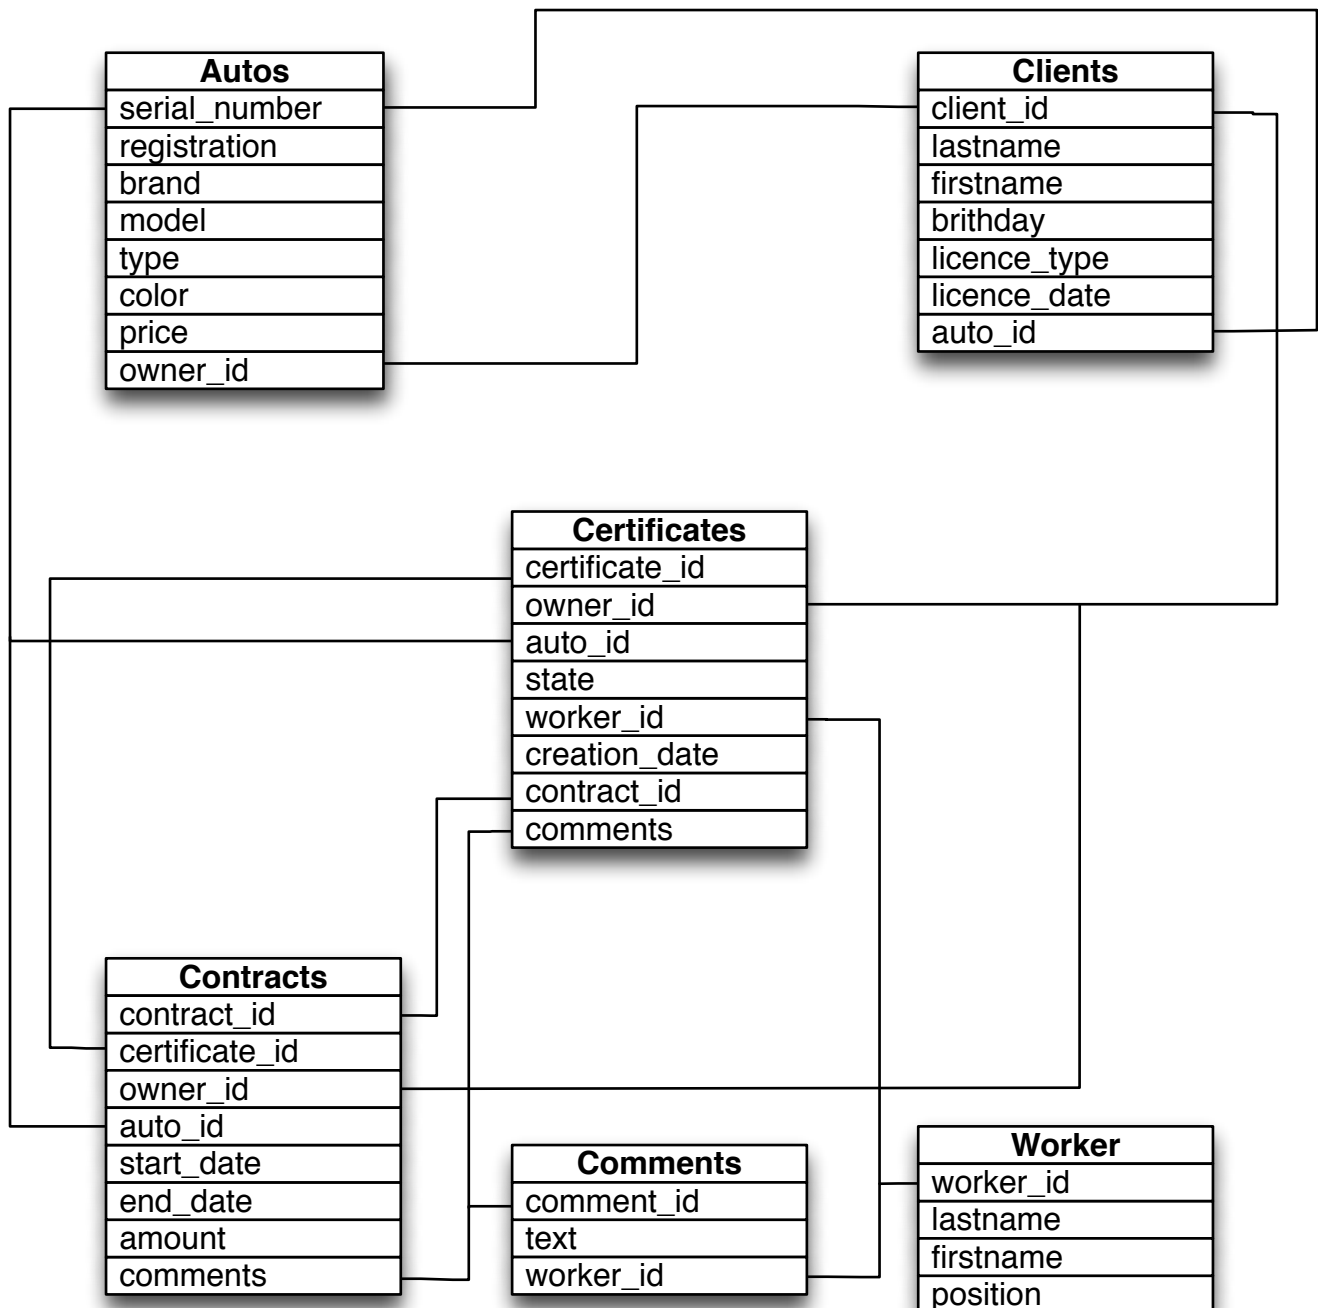 Autos
serial_number
registration
brand
model
type
color
price
owner_id
Clients
client_id
lastname
firstname
brithday
licence_type
licence_date
auto_id
Certificates
certificate_id
owner_id
auto_id
state
worker_id
creation_date
contract_id
comments
Contracts
contract_id
certificate_id
owner_id
auto_id
start_date
end_date
amount
comments
Comments
comment_id
text
worker_id
Worker
worker_id
lastname
firstname
position